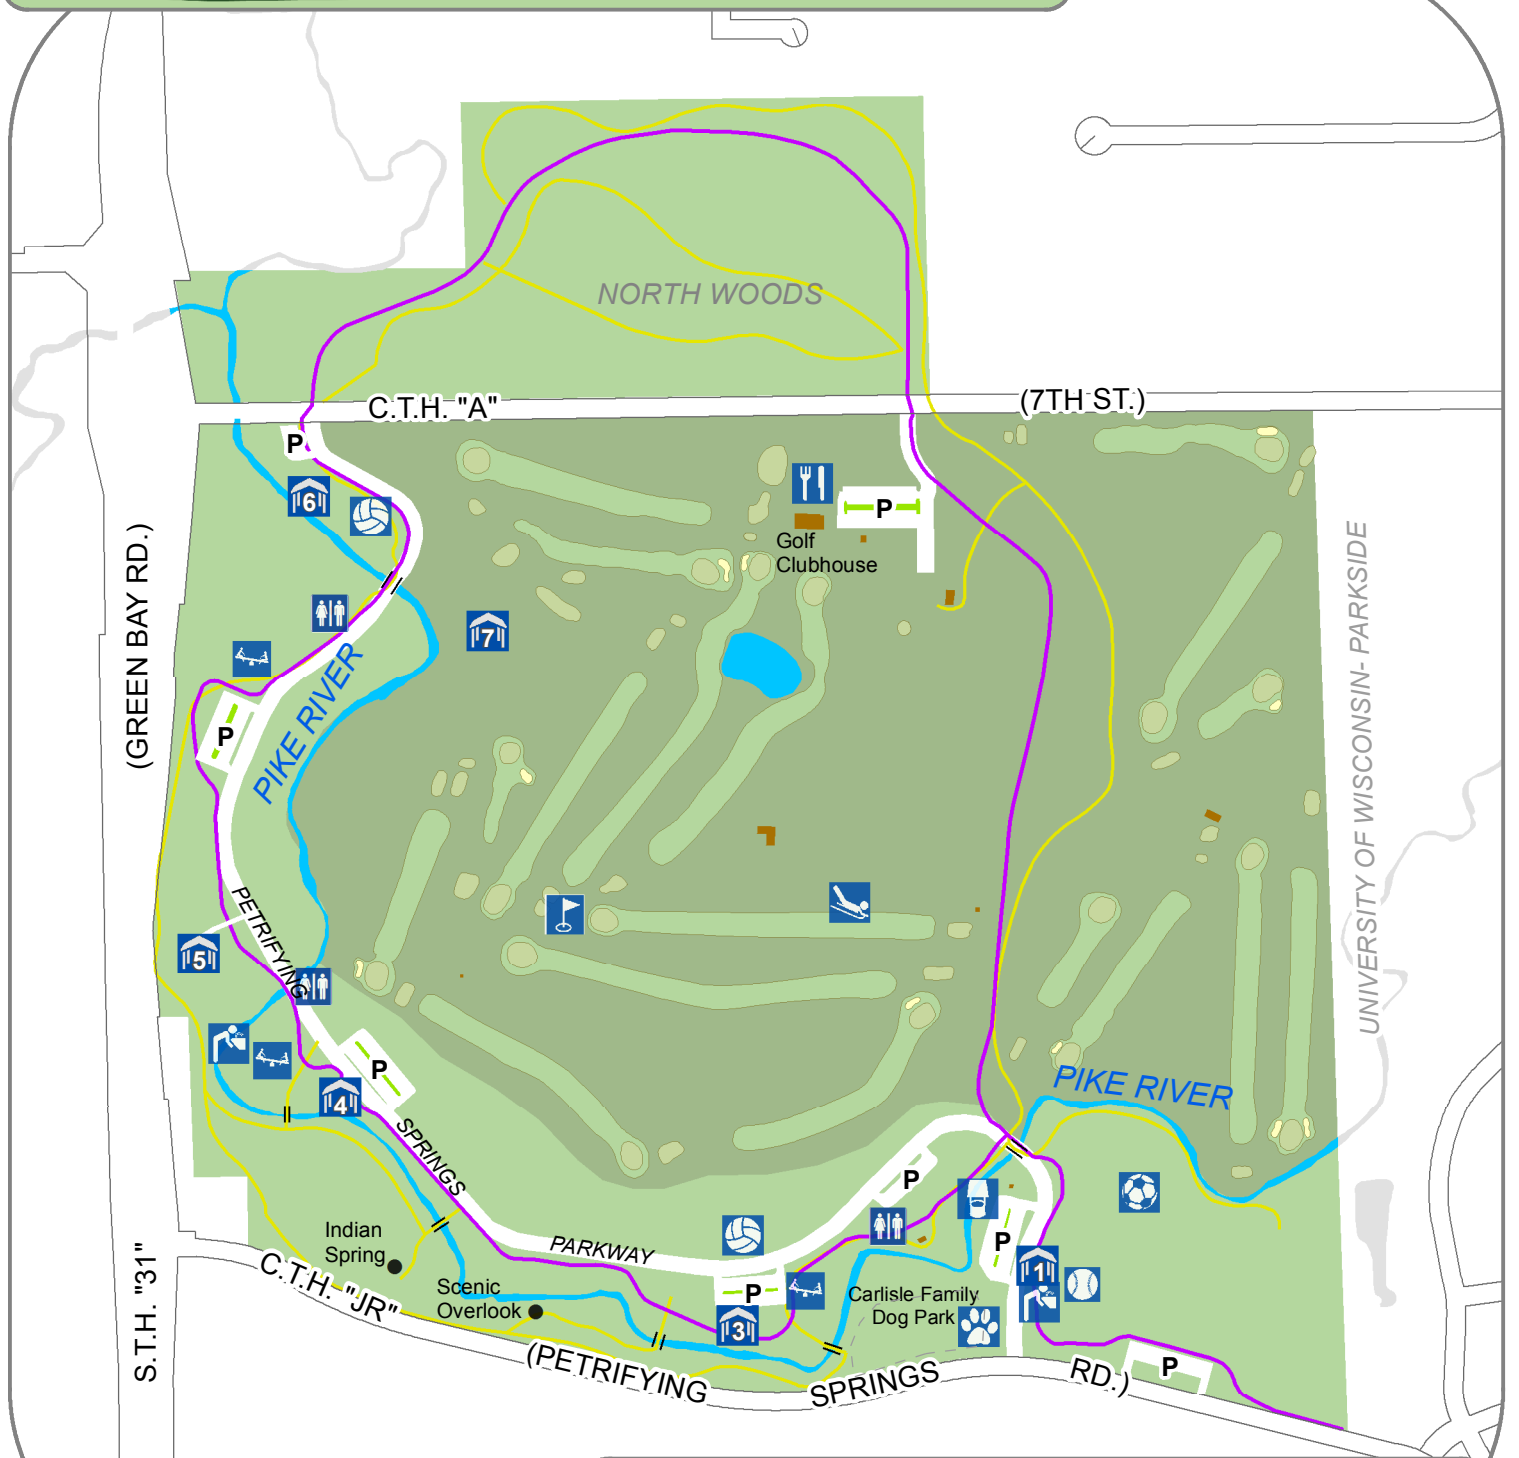 NORTH WOODS
C.T.H. "A"
(7TH ST.)
P
6
Golf
Clubhouse
P
7
(GREEN BAY RD.)
PIKE RIVER
P
UNIVERSITY OF WISCONSIN- PARKSIDE
PETRIFYING
5
P
4
SPRINGS
PIKE RIVER
P
PARKWAY
Indian
Spring
Scenic
Overlook
P
3
P
1
Carlisle Family
Dog Park
S.T.H. "31"
C.T.H. "JR"
(PETRIFYING
SPRINGS
RD.)
P